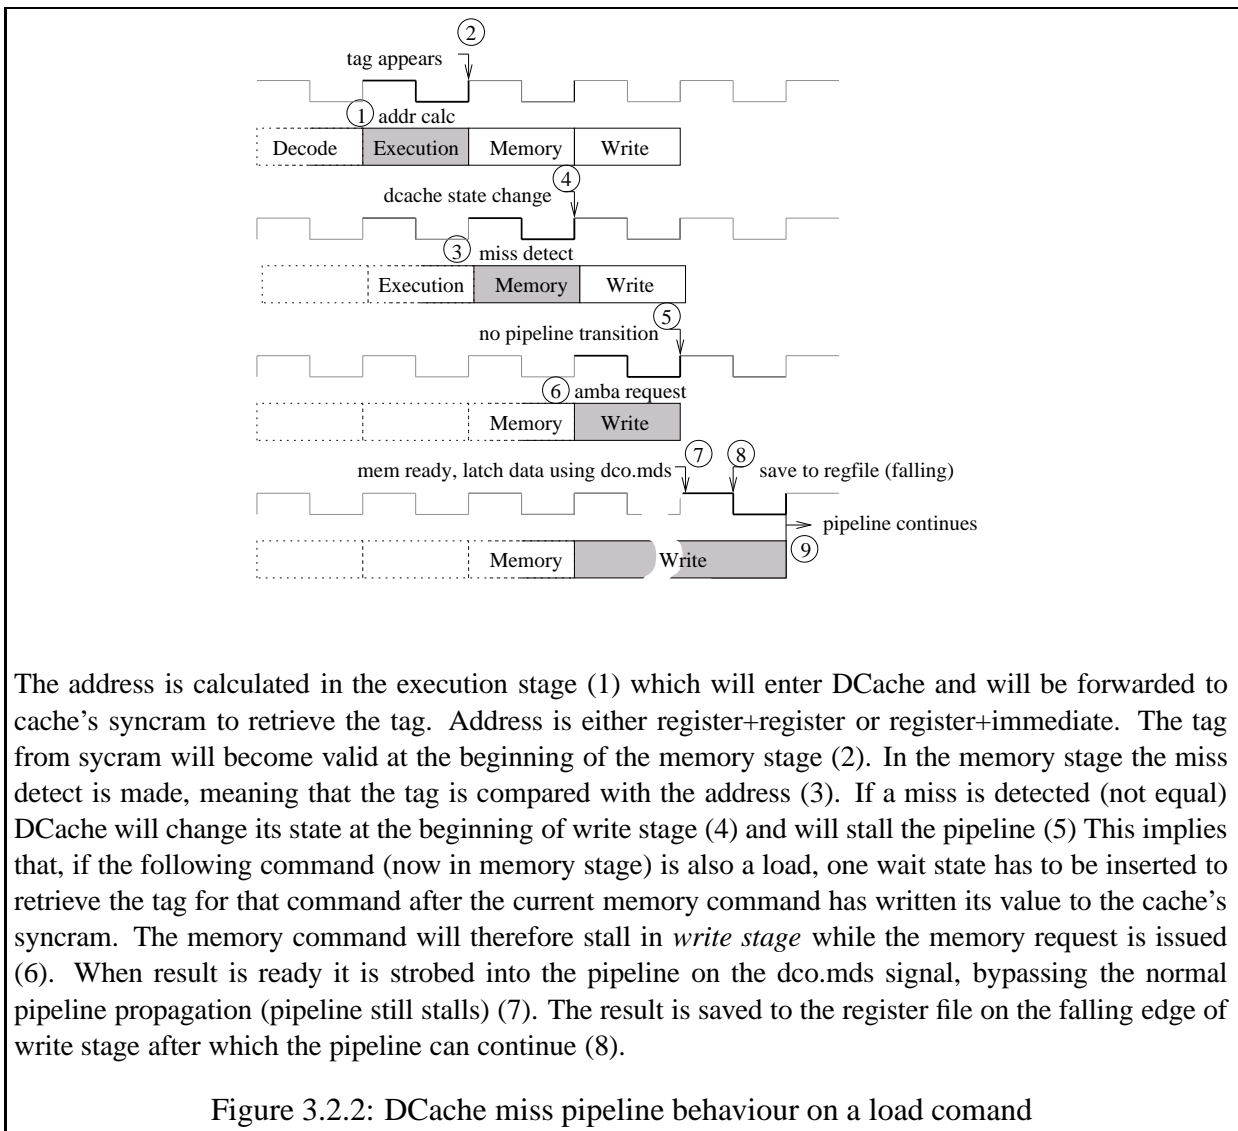 ②
tag appears
① addr calc
Decode Execution Memory Write
④
dcache state change
③ miss detect
Execution Memory Write
⑤
no pipeline transition
⑥ amba request
Memory Write
⑦ ⑧
mem ready, latch data using dco.mds save to regfile (falling)
pipeline continues
⑨
Memory Write
The address is calculated in the execution stage (1) which will enter DCache and will be forwarded to
cache's syncram to retrieve the tag. Address is either register+register or register+immediate. The tag
from sycram will become valid at the beginning of the memory stage (2). In the memory stage the miss
detect is made, meaning that the tag is compared with the address (3). If a miss is detected (not equal)
DCache will change its state at the beginning of write stage (4) and will stall the pipeline (5) This implies
that, if the following command (now in memory stage) is also a load, one wait state has to be inserted to
retrieve the tag for that command after the current memory command has written its value to the cache's
syncram. The memory command will therefore stall in write stage while the memory request is issued
(6). When result is ready it is strobed into the pipeline on the dco.mds signal, bypassing the normal
pipeline propagation (pipeline still stalls) (7). The result is saved to the register file on the falling edge of
write stage after which the pipeline can continue (8).
Figure 3.2.2: DCache miss pipeline behaviour on a load comand